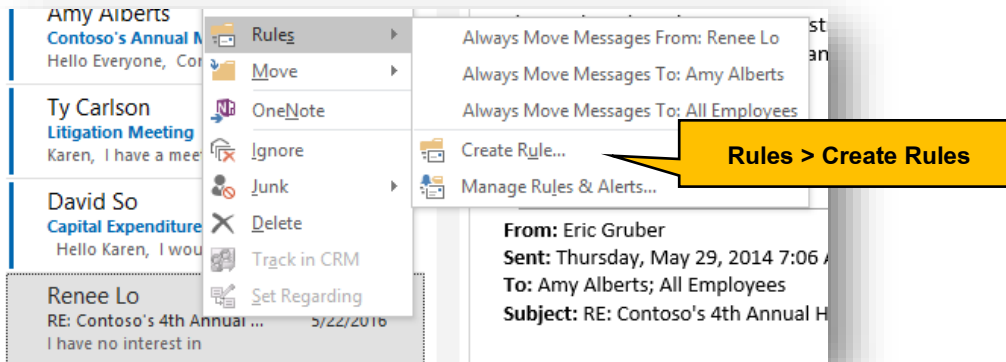 Amy Alberts
Contoso's Annual
Hello Everyone,
Ty Carlson
Litigation Meeting
Karen, I have a
David So
Capital Expenditure
Hello Karen, I
Renee Lo
RE: Contoso's 4th Annual ... 5/22/2016
I have no interest in
Rules
Move
OneNote
Ignore
Junk
Delete
Track in CRM
Set Regarding
Always Move Messages From: Renee Lo
Always Move Messages To: Amy Alberts
Always Move Messages To: All Employees
Create Rule...
Manage Rules & Alerts...
Rules > Create Rules
From: Eric Gruber
Sent: Thursday, May 29, 2014 7:06
To: Amy Alberts; All Employees
Subject: RE: Contoso's 4th Annual